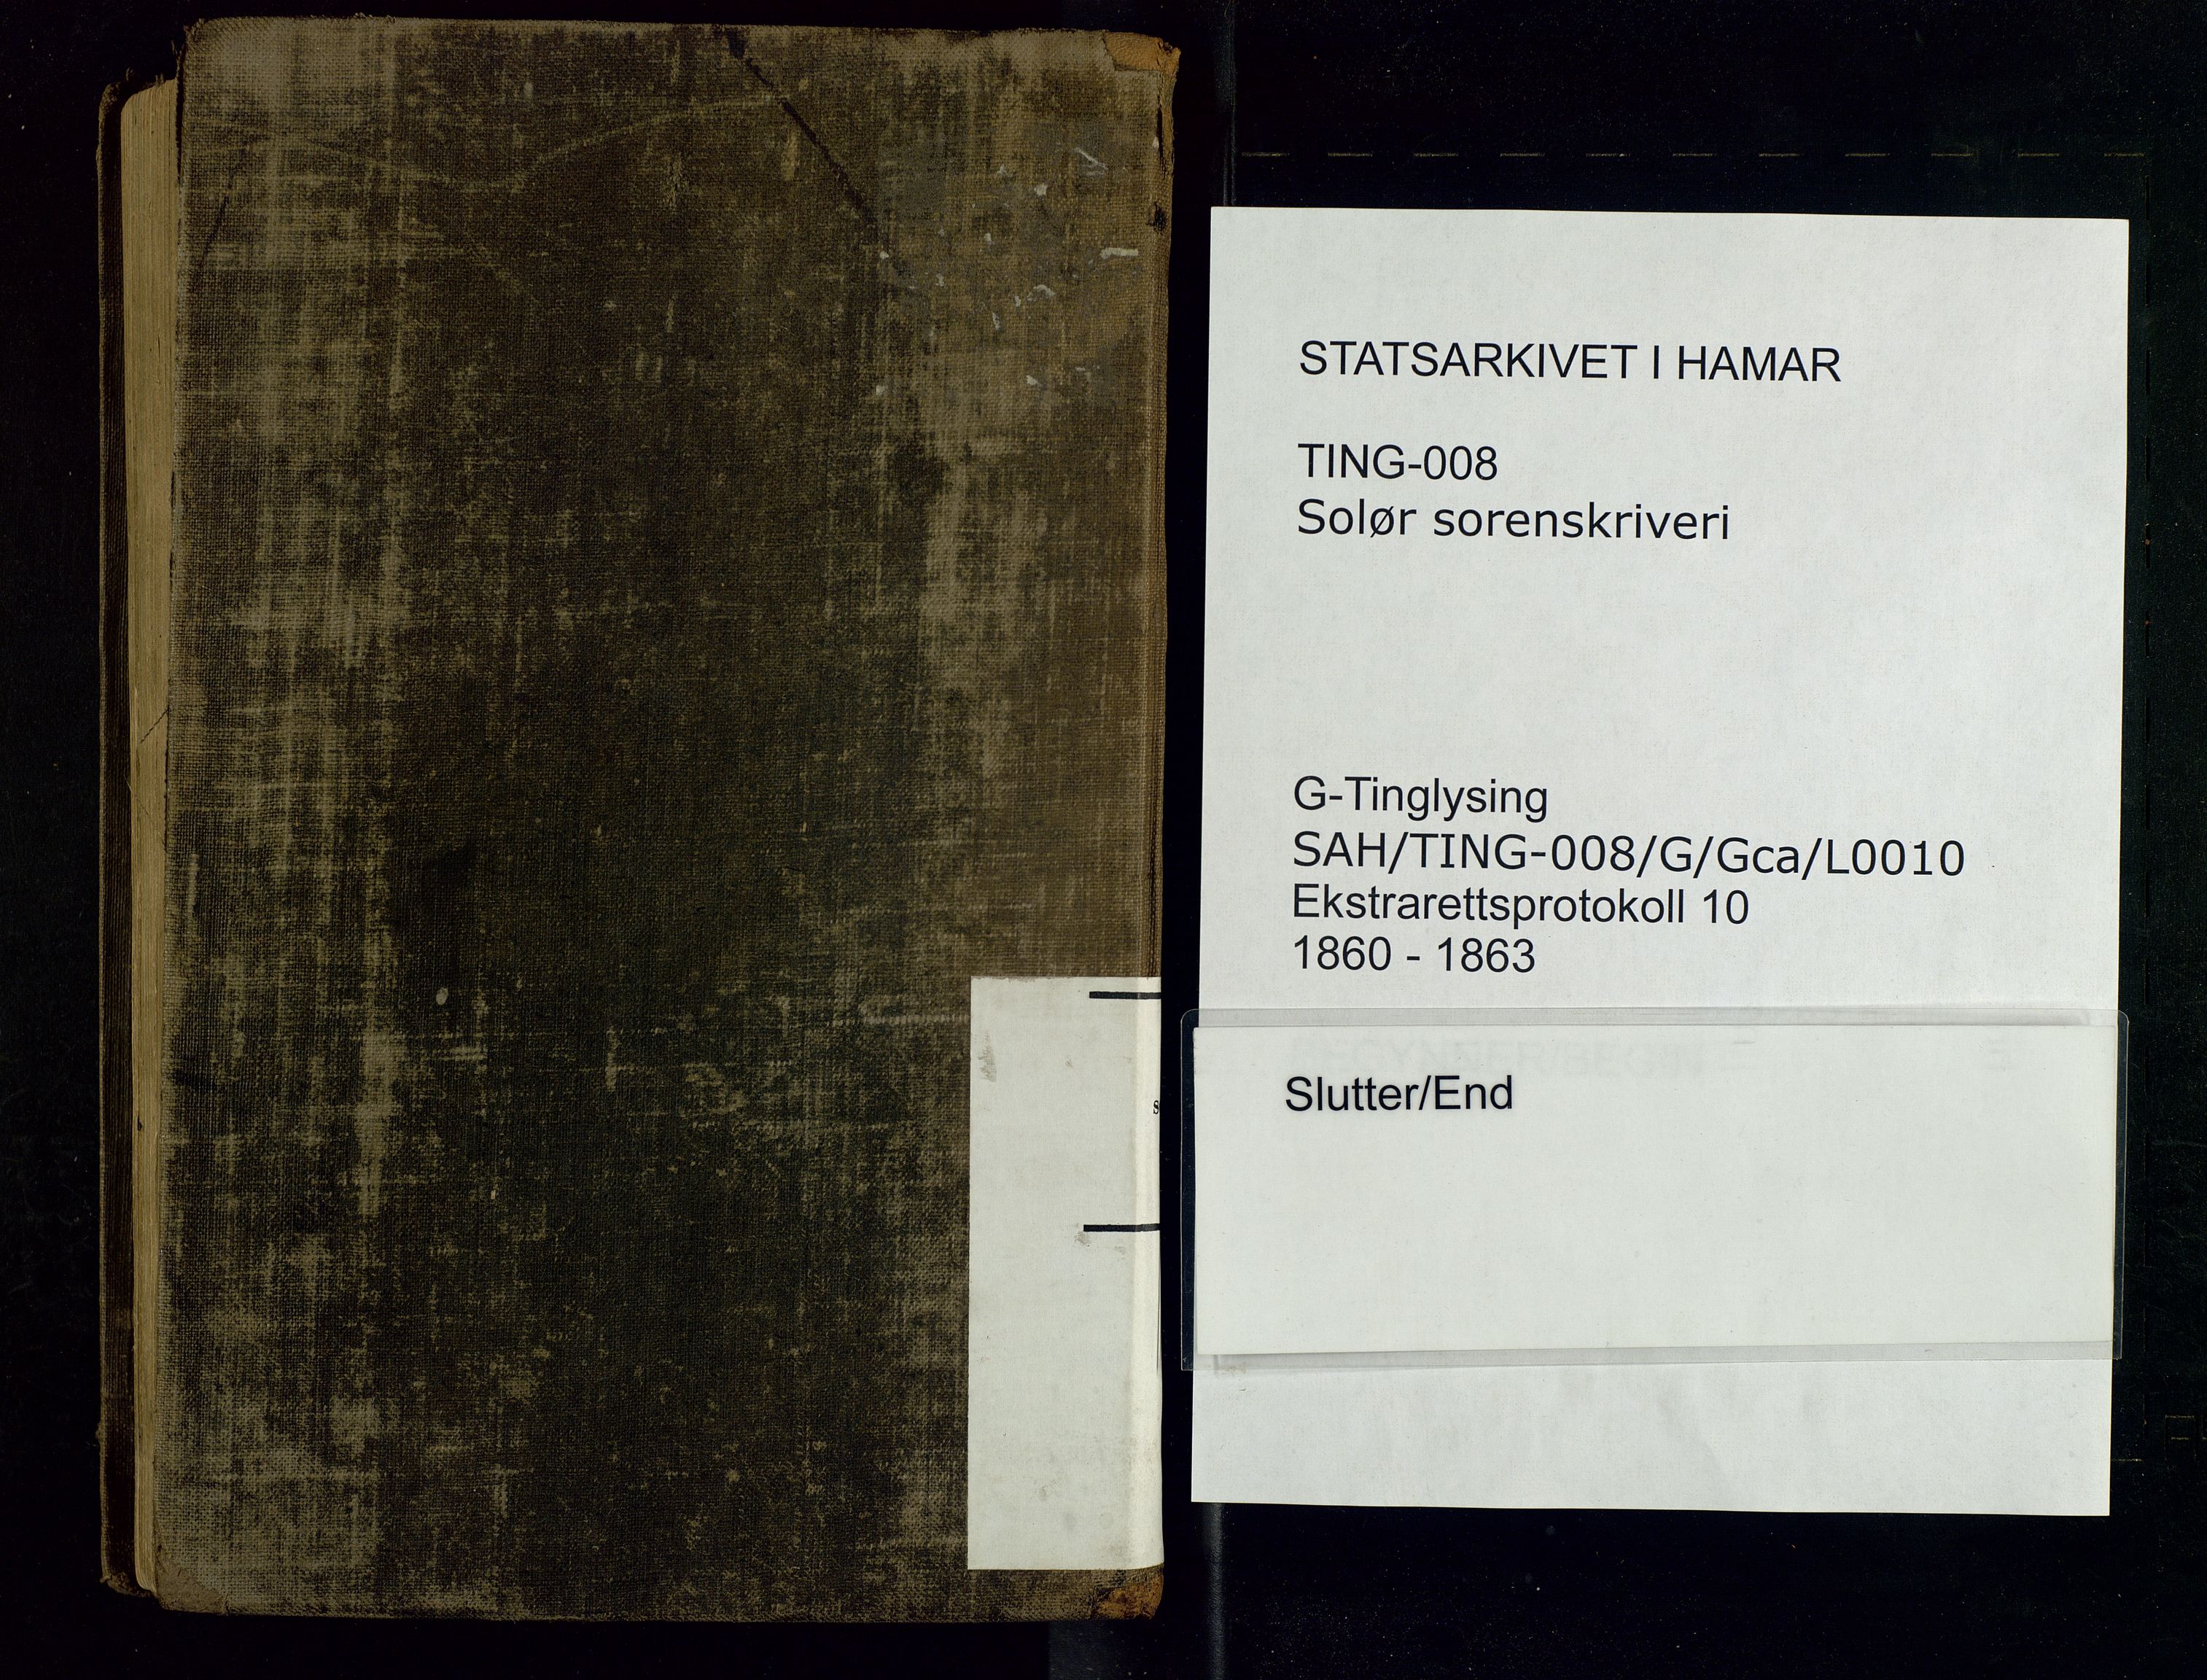 STATSARKIVET I HAMAR
TING-008
Solør sorenskriveri
G-Tinglysing
SAH/TING-008/G/Gca/L0010
Ekstrarettsprotokoll 10
1860 - 1863
Slutter/End